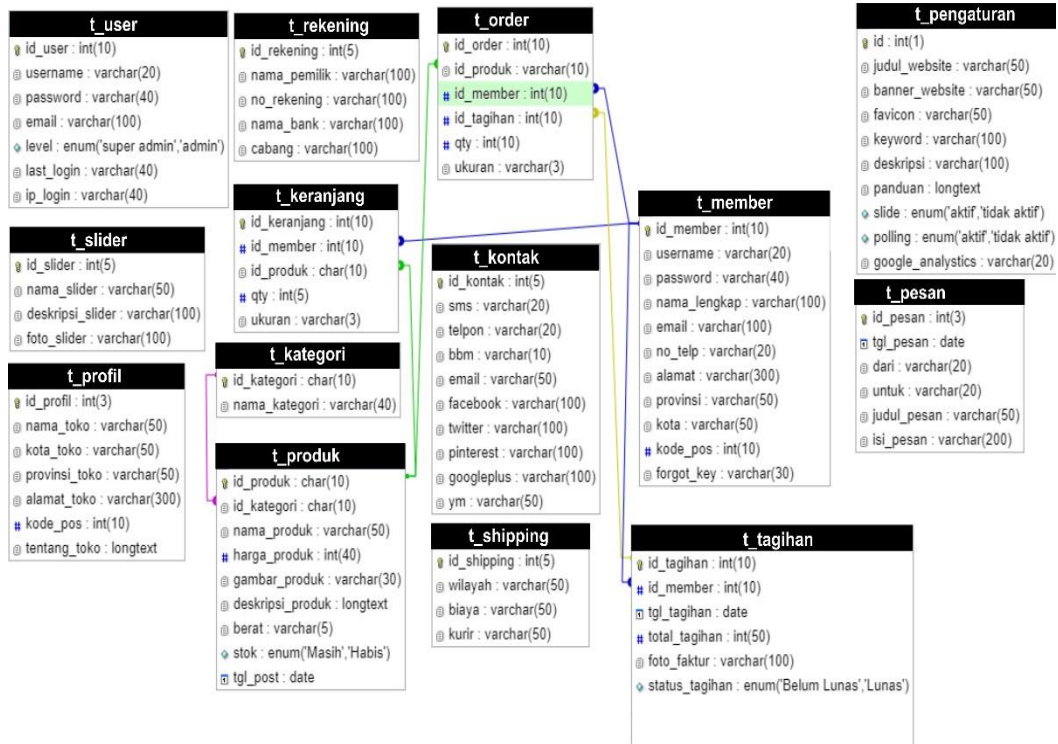 t_user
id_user : int(10)
username : varchar(20)
password : varchar(40)
email : varchar(100)
level : enum('super admin','admin')
last_login : varchar(40)
ip_login : varchar(40)
t_rekening
id_rekening : int(5)
nama_pemilik : varchar(100)
no_rekening : varchar(100)
nama_bank : varchar(100)
cabang : varchar(100)
t_order
id_order : int(10)
id_produk : varchar(10)
id_member : int(10)
id_tagihan : int(10)
qty : int(10)
ukuran : varchar(3)
t_pengaturan
id : int(1)
judul_website : varchar(50)
banner_website : varchar(50)
favicon : varchar(50)
keyword : varchar(100)
deskripsi : varchar(100)
panduan : longtext
slide : enum('aktif','tidak aktif')
polling : enum('aktif','tidak aktif')
google_analystics : varchar(20)
t_keranjang
id_keranjang : int(10)
id_member : int(10)
id_produk : char(10)
qty : int(5)
ukuran : varchar(3)
t_member
id_member : int(10)
username : varchar(20)
password : varchar(40)
nama_lengkap : varchar(100)
email : varchar(100)
no_telp : varchar(20)
alamat : varchar(300)
provinsi : varchar(50)
kota : varchar(50)
kode_pos : int(10)
forgot_key : varchar(30)
t_slider
id_slider : int(5)
nama_slider : varchar(50)
deskripsi_slider : varchar(100)
foto_slider : varchar(100)
t_kontak
id_kontak : int(5)
sms : varchar(20)
telpon : varchar(20)
bbm : varchar(10)
email : varchar(50)
facebook : varchar(100)
twitter : varchar(100)
pinterest : varchar(100)
googleplus : varchar(100)
ym : varchar(50)
t_pesan
id_pesan : int(3)
tgl_pesan : date
dari : varchar(20)
untuk : varchar(20)
judul_pesan : varchar(50)
isi_pesan : varchar(200)
t_kategori
id_kategori : char(10)
nama_kategori : varchar(40)
t_profil
id_profil : int(3)
nama_toko : varchar(50)
kota_toko : varchar(50)
provinsi_toko : varchar(50)
alamat_toko : varchar(300)
kode_pos : int(10)
tentang_toko : longtext
t_produk
id_produk : char(10)
id_kategori : char(10)
nama_produk : varchar(50)
harga_produk : int(40)
gambar_produk : varchar(30)
deskripsi_produk : longtext
berat : varchar(5)
stok : enum('Masih','Habis')
tgl_post : date
t_shipping
id_shipping : int(5)
wilayah : varchar(50)
biaya : varchar(50)
kurir : varchar(50)
t_tagihan
id_tagihan : int(10)
id_member : int(10)
tgl_tagihan : date
total_tagihan : int(50)
foto_faktur : varchar(100)
status_tagihan : enum('Belum Lunas','Lunas')